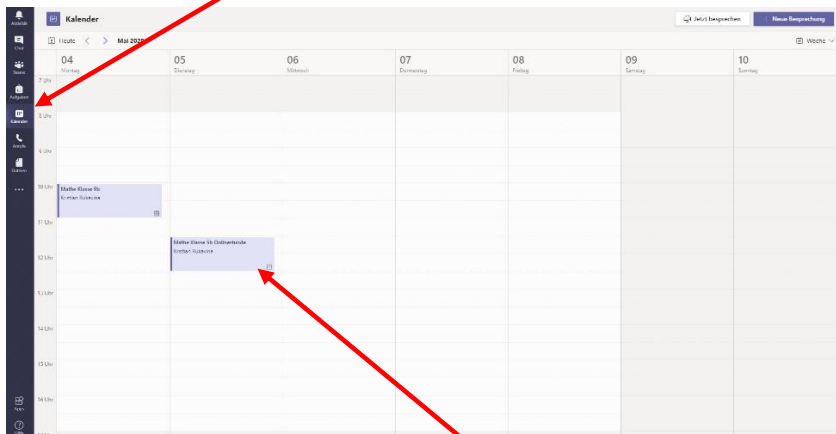 Aktivität
Kalender
Jetzt besprechen
Neue Besprechung
Chat
Heute
Mai 2020
Woche
Teams
04
Montag
05
Dienstag
06
Mittwoch
07
Donnerstag
08
Freitag
09
Samstag
10
Sonntag
Aufgaben
7 Uhr
Kalender
8 Uhr
Anrufe
9 Uhr
Dateien
10 Uhr
Mathe Klasse 9b
11 Uhr
Mathe Klasse 9b Onlinestunde
12 Uhr
13 Uhr
14 Uhr
15 Uhr
16 Uhr
Apps